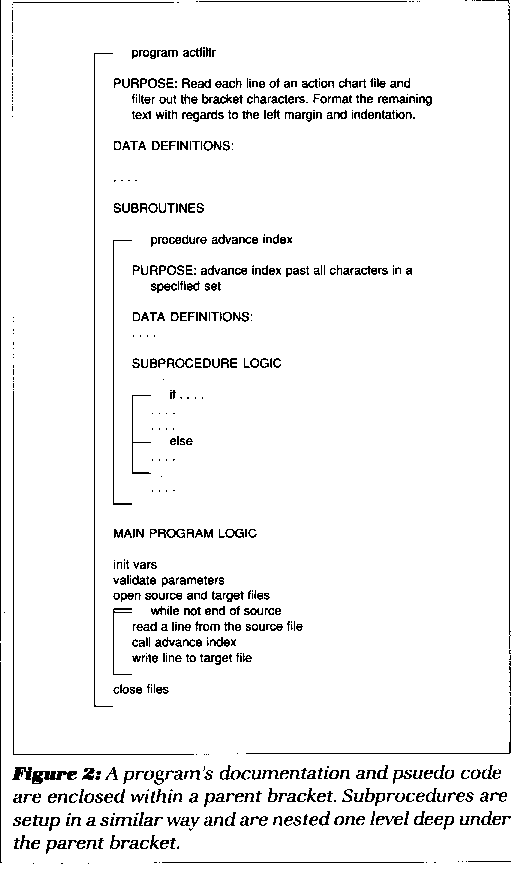 program actfiltr
PURPOSE: Read each line of an action chart file and
filter out the bracket characters. Format the remaining
text with regards to the left margin and indentation.
DATA DEFINITIONS:
. . . .
SUBROUTINES
procedure advance index
PURPOSE: advance index past all characters in a
specified set
DATA DEFINITIONS:
. . . .
SUBPROCEDURE LOGIC
.
if . . . .
. . . .
. . . .
else
. . . .
.
. . . .
MAIN PROGRAM LOGIC
init vars
validate parameters
open source and target files
while not end of source
read a line from the source file
call advance index
write line to target file
close files
Figure 2: A program's documentation and psuedo code
are enclosed within a parent bracket. Subprocedures are
setup in a similar way and are nested one level deep under
the parent bracket.